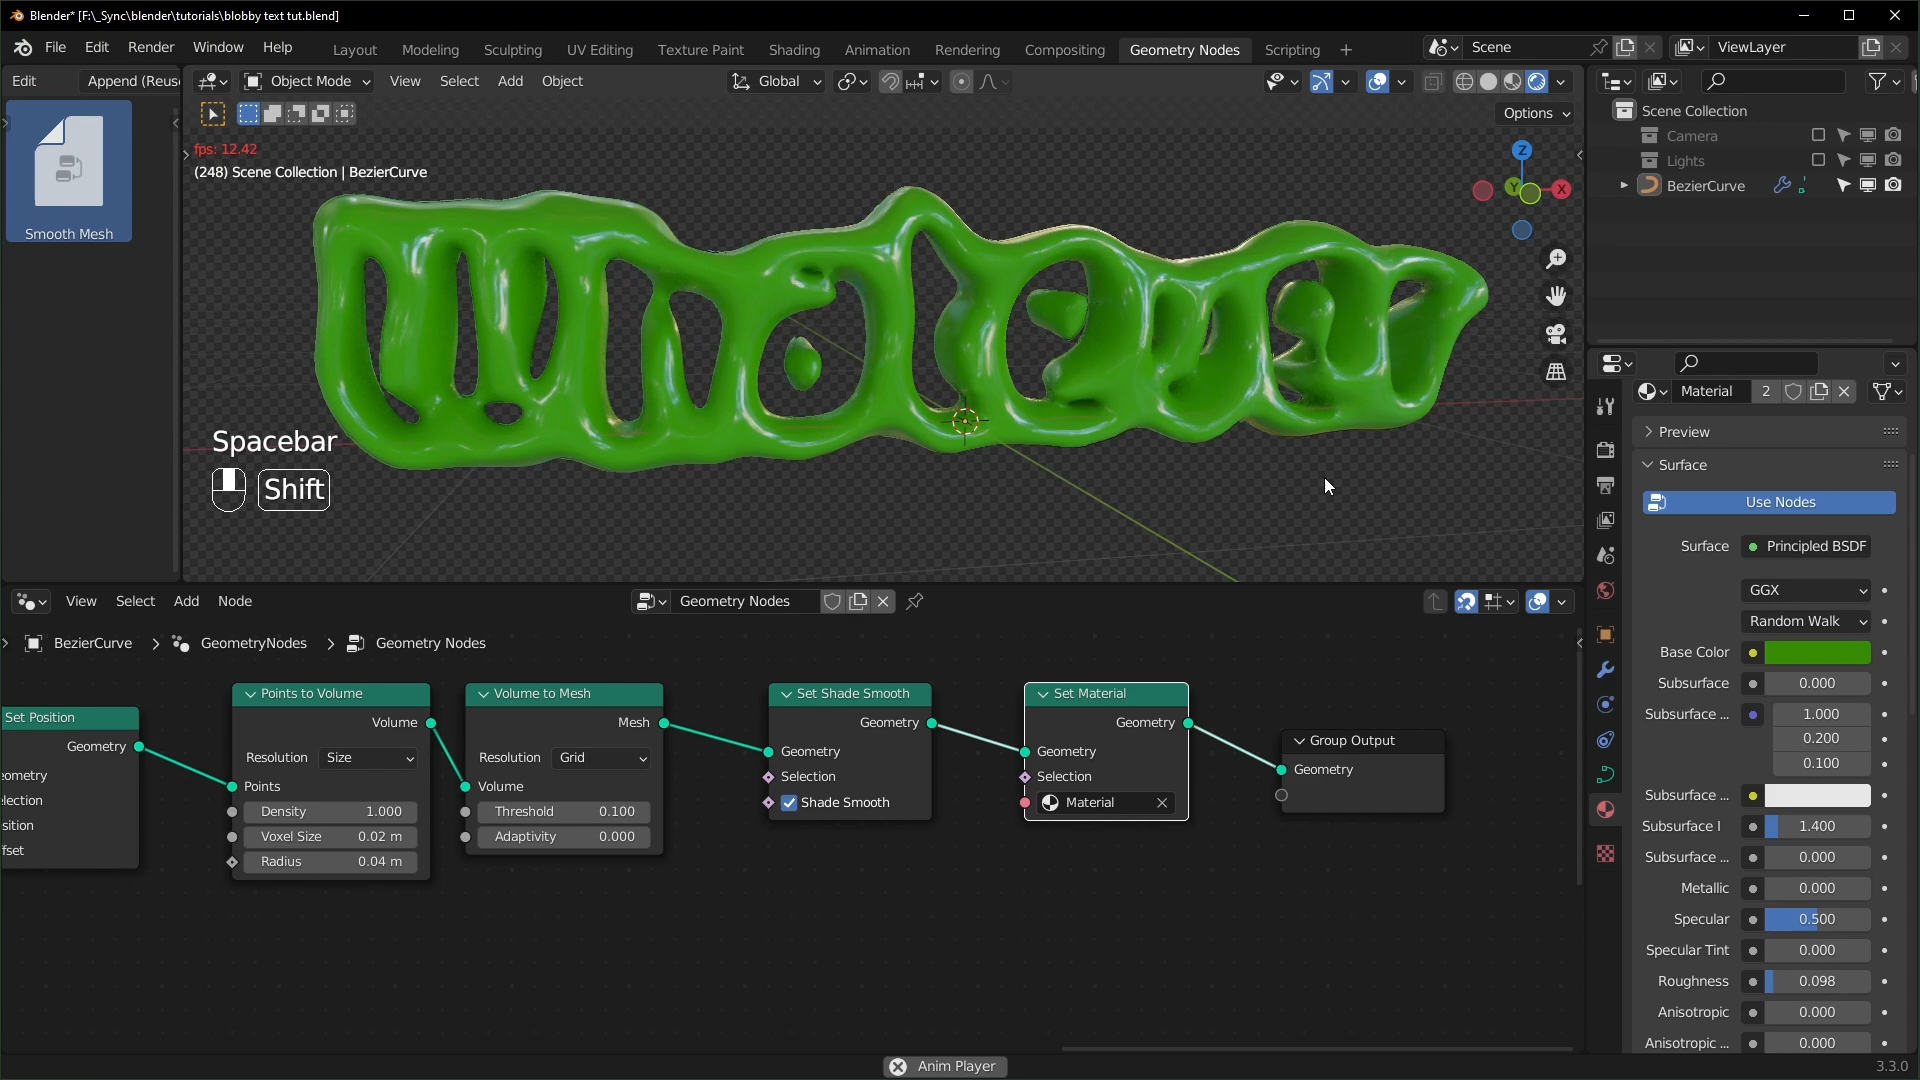 Blender* [F:\_Sync\blender\tutorials\blobby text tut.blend]
File Edit Render Window Help
Layout Modeling Sculpting UV Editing Texture Paint Shading Animation Rendering Compositing Geometry Nodes Scripting +
Scene ViewLayer
Edit Append (Reus
Object Mode View Select Add Object Global
Options
Smooth Mesh
fps: 12.42
(248) Scene Collection | BezierCurve
Z
Y
X
Spacebar
Shift
Scene Collection
Camera
Lights
BezierCurve
Material 2
Preview
Surface
Use Nodes
Surface Principled BSDF
GGX
Random Walk
Base Color
Subsurface 0.000
Subsurface ... 1.000
0.200
0.100
Subsurface ...
Subsurface I 1.400
Subsurface ... 0.000
Metallic 0.000
Specular 0.500
Specular Tint 0.000
Roughness 0.098
Anisotropic 0.000
Anisotropic ... 0.000
View Select Add Node
Geometry Nodes
BezierCurve > GeometryNodes > Geometry Nodes
Set Position
Geometry
eometry
lection
sition
fset
Points to Volume
Volume
Resolution Size
Points
Density 1.000
Voxel Size 0.02 m
Radius 0.04 m
Volume to Mesh
Mesh
Resolution Grid
Volume
Threshold 0.100
Adaptivity 0.000
Set Shade Smooth
Geometry
Geometry
Selection
Shade Smooth
Set Material
Geometry
Geometry
Selection
Material
Group Output
Geometry
Anim Player
3.3.0